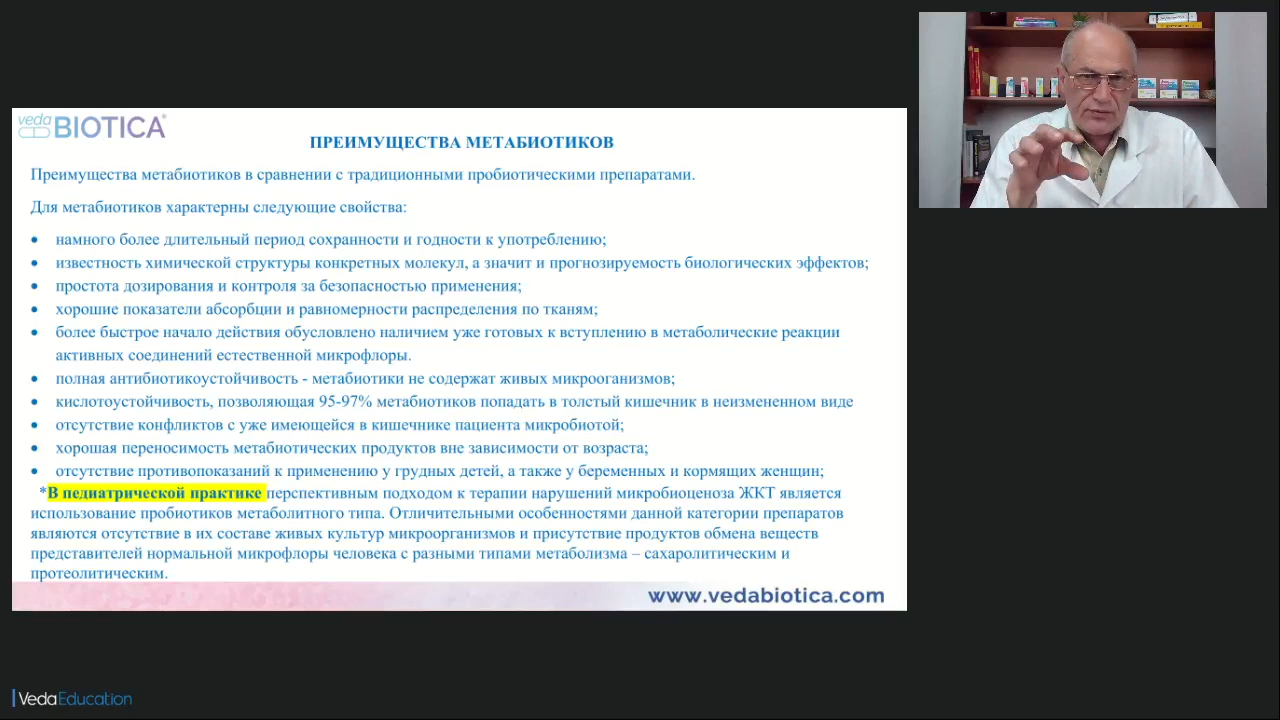 veda
BIOTICA®
ПРЕИМУЩЕСТВА МЕТАБИОТИКОВ
Преимущества метабиотиков в сравнении с традиционными пробиотическими препаратами.
Для метабиотиков характерны следующие свойства:
• намного более длительный период сохранности и годности к употреблению;
• известность химической структуры конкретных молекул, а значит и прогнозируемость биологических эффектов;
• простота дозирования и контроля за безопасностью применения;
• хорошие показатели абсорбции и равномерности распределения по тканям;
• более быстрое начало действия обусловлено наличием уже готовых к вступлению в метаболические реакции
активных соединений естественной микрофлоры.
• полная антибиотикоустойчивость - метабиотики не содержат живых микрооганизмов;
• кислотоустойчивость, позволяющая 95-97% метабиотиков попадать в толстый кишечник в неизмененном виде
• отсутствие конфликтов с уже имеющейся в кишечнике пациента микробиотой;
• хорошая переносимость метабиотических продуктов вне зависимости от возраста;
• отсутствие противопоказаний к применению у грудных детей, а также у беременных и кормящих женщин;
*В педиатрической практике перспективным подходом к терапии нарушений микробиоценоза ЖКТ является
использование пробиотиков метаболитного типа. Отличительными особенностями данной категории препаратов
являются отсутствие в их составе живых культур микроорганизмов и присутствие продуктов обмена веществ
представителей нормальной микрофлоры человека с разными типами метаболизма – сахаролитическим и
протеолитическим.
www.vedabiotica.com
VedaEducation